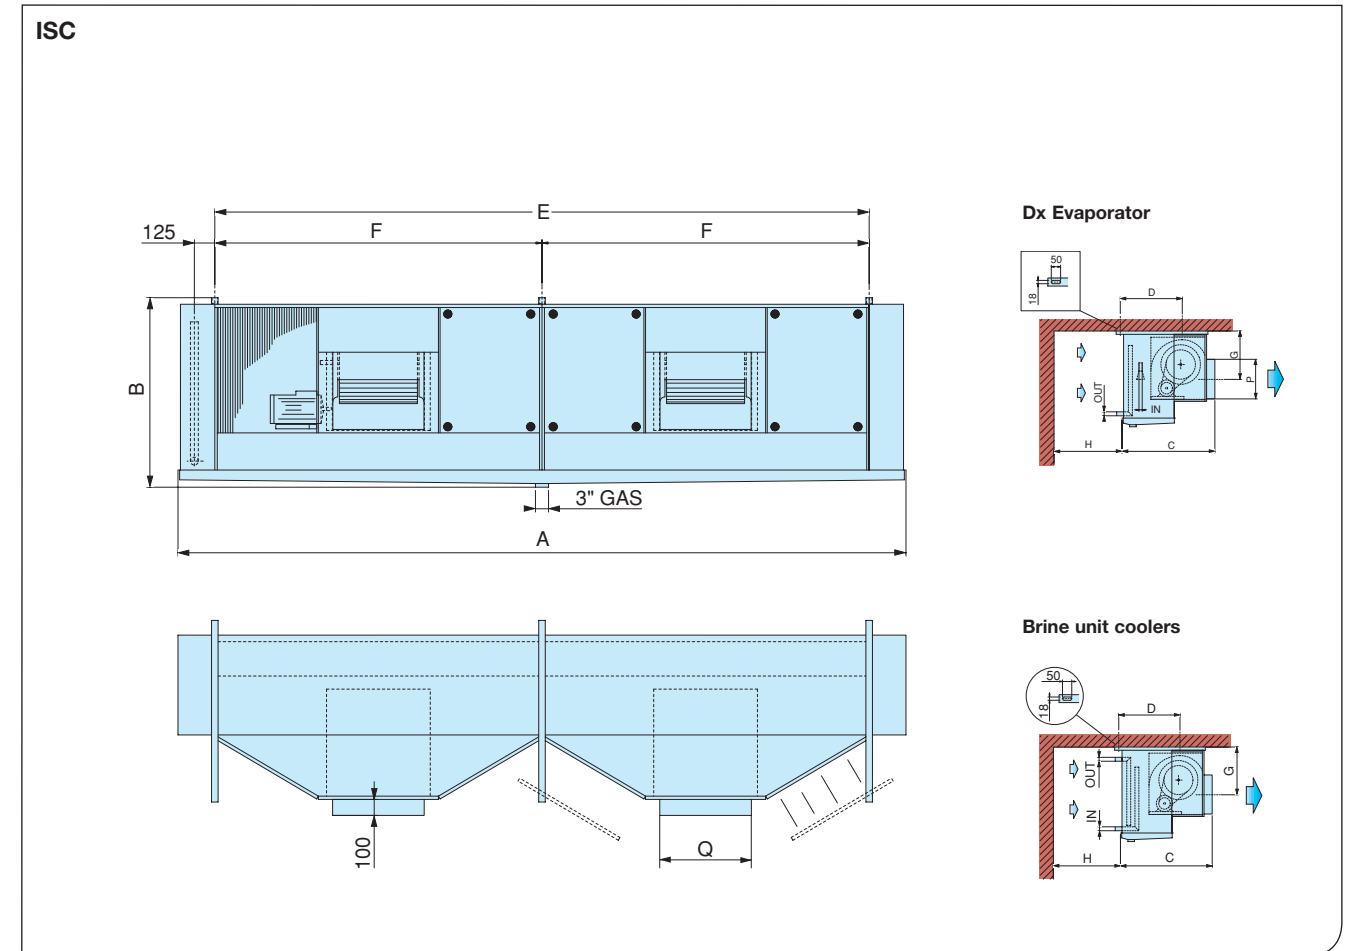 ISC
E
125
F
F
B
3" GAS
A
100
Q
Dx Evaporator
50
18
D
G
P
OUT
IN
H
C
Brine unit coolers
50
18
D
OUT
G
IN
H
C